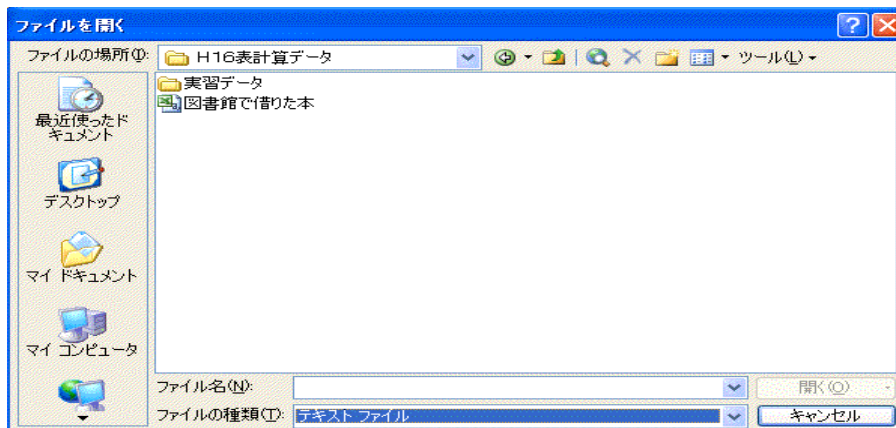 ファイルを開く
ファイルの場所(I):
H16表計算データ
ツール(L)
実習データ
図書館で借りた本
最近使ったド
キュメント
デスクトップ
マイ ドキュメント
マイ コンピュータ
ファイル名(N):
開く(O)
ファイルの種類(T):
テキスト ファイル
キャンセル